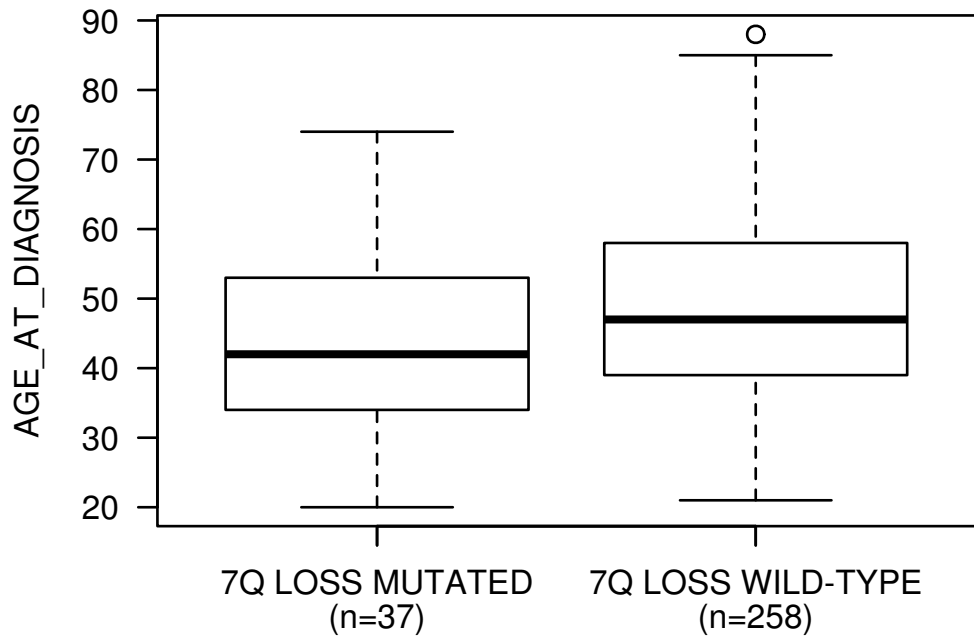 AGE_AT_DIAGNOSIS
90
80
70
60
50
40
30
20
7Q LOSS MUTATED
(n=37)
7Q LOSS WILD-TYPE
(n=258)